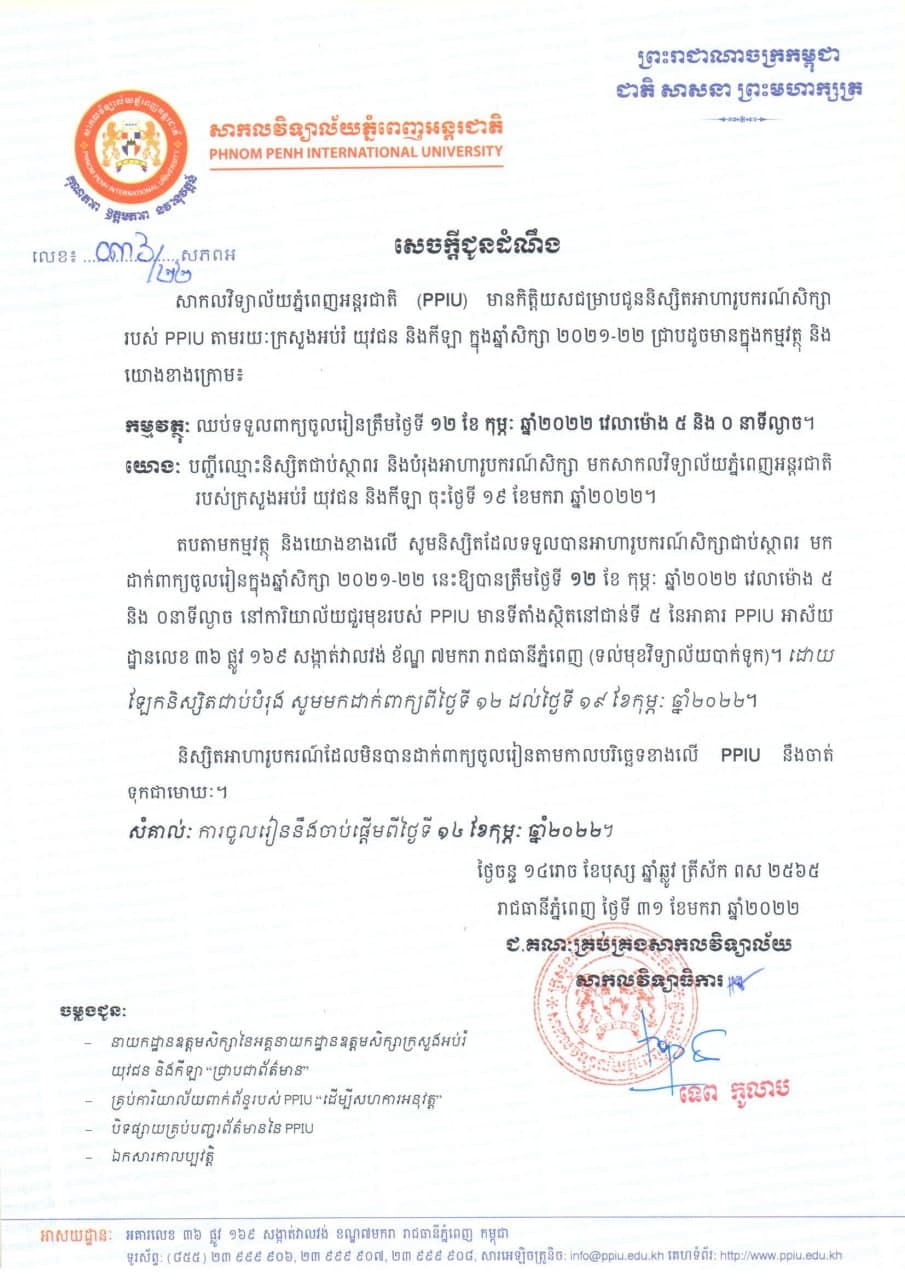 ព្រះរាជាណាចក្រកម្ពុជា
ជាតិ សាសនា ព្រះមហាក្សត្រ
សាកលវិទ្យាល័យភ្នំពេញអន្តរជាតិ
PHNOM PENH INTERNATIONAL UNIVERSITY
គុណតារា ឧត្តមតារា នវានុវត្តន៍
លេខ៖ ០៣៦/២២ សភពអ
សេចក្តីជូនដំណឹង
សាកលវិទ្យាល័យភ្នំពេញអន្តរជាតិ (PPIU) មានកិត្តិយសជម្រាបជូននិស្សិតអាហារូបករណ៍សិក្សា
របស់ PPIU តាមរយៈក្រសួងអប់រំ យុវជន និងកីឡា ក្នុងឆ្នាំសិក្សា ២០២១-២២ ជ្រាបដូចមានក្នុងកម្មវត្ថុ និង
យោងខាងក្រោម៖
កម្មវត្ថុ: ឈប់ទទួលពាក្យចូលរៀនត្រឹមថ្ងៃទី ១២ ខែ កុម្ភៈ ឆ្នាំ២០២២ វេលាម៉ោង ៥ និង ០ នាទីល្ងាច។
យោង: បញ្ជីឈ្មោះនិស្សិតជាប់ស្ថាពរ និងបំរុងអាហារូបករណ៍សិក្សា មកសាកលវិទ្យាល័យភ្នំពេញអន្តរជាតិ
របស់ក្រសួងអប់រំ យុវជន និងកីឡា ចុះថ្ងៃទី ១៩ ខែមករា ឆ្នាំ២០២២។
តបតាមកម្មវត្ថុ និងយោងខាងលើ សូមនិស្សិតដែលទទួលបានអាហារូបករណ៍សិក្សាជាប់ស្ថាពរ មក
ដាក់ពាក្យចូលរៀនក្នុងឆ្នាំសិក្សា ២០២១-២២ នេះឱ្យបានត្រឹមថ្ងៃទី ១២ ខែ កុម្ភៈ ឆ្នាំ២០២២ វេលាម៉ោង ៥
និង ០នាទីល្ងាច នៅការិយាល័យជួរមុខរបស់ PPIU មានទីតាំងស្ថិតនៅជាន់ទី ៥ នៃអាគារ PPIU អាស័យ
ដ្ឋានលេខ ៣៦ ផ្លូវ ១៦៩ សង្កាត់វាលវង់ ខ័ណ្ឌ ៧មករា រាជធានីភ្នំពេញ (ទល់មុខវិទ្យាល័យបាក់ទូក)។ ដោយ
ឡែកនិស្សិតជាប់បំរុង សូមមកដាក់ពាក្យពីថ្ងៃទី ១២ ដល់ថ្ងៃទី ១៩ ខែកុម្ភៈ ឆ្នាំ២០២២។
និស្សិតអាហារូបករណ៍ដែលមិនបានដាក់ពាក្យចូលរៀនតាមកាលបរិច្ឆេទខាងលើ PPIU នឹងចាត់
ទុកជាមោឃៈ។
សំគាល់: ការចូលរៀននឹងចាប់ផ្តើមពីថ្ងៃទី ១៤ ខែកុម្ភៈ ឆ្នាំ២០២២។
ថ្ងៃចន្ទ ១៤រោច ខែបុស្ស ឆ្នាំឆ្លូវ ត្រីស័ក ពស ២៥៦៥
រាជធានីភ្នំពេញ ថ្ងៃទី ៣១ ខែមករា ឆ្នាំ២០២២
ជ.គណៈគ្រប់គ្រងសាកលវិទ្យាល័យ
សាកលវិទ្យាធិការ
ទេព កូលាប
ចម្លងជូន:
– នាយកដ្ឋានឧត្តមសិក្សានៃអគ្គនាយកដ្ឋានឧត្តមសិក្សាក្រសួងអប់រំ
យុវជន និងកីឡា “ជ្រាបជាព័ត៌មាន”
– គ្រប់ការិយាល័យពាក់ព័ន្ធរបស់ PPIU “ដើម្បីសហការអនុវត្ត”
– បិទផ្សាយគ្រប់បញ្ជរព័ត៌មាននៃ PPIU
– ឯកសារកាលប្បវត្តិ
អាសយដ្ឋាន: អគារលេខ ៣៦ ផ្លូវ ១៦៩ សង្កាត់វាលវង់ ខណ្ឌ៧មករា រាជធានីភ្នំពេញ កម្ពុជា
ទូរស័ព្ទ: (៨៥៥) ២៣ ៩៩៩ ៩០៦, ២៣ ៩៩៩ ៩០៧, ២៣ ៩៩៩ ៩០៨, សារអេឡិចត្រូនិច: info@ppiu.edu.kh គេហទំព័រ: http://www.ppiu.edu.kh